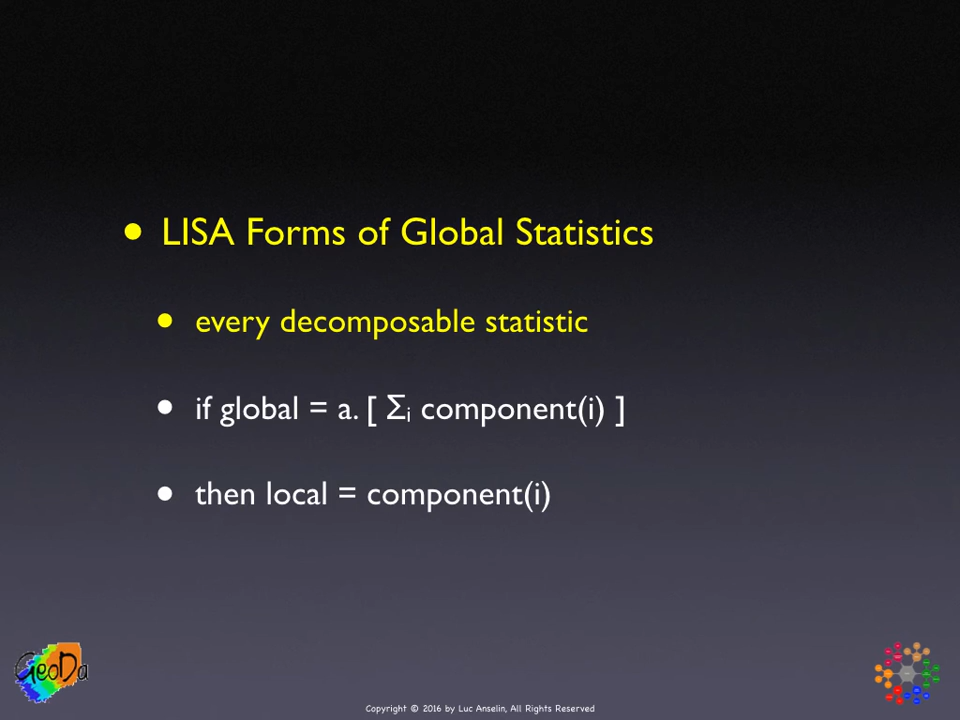 • LISA Forms of Global Statistics
• every decomposable statistic
• if global = a. [ Σᵢ component(i) ]
• then local = component(i)
GeoDa
Copyright © 2016 by Luc Anselin, All Rights Reserved